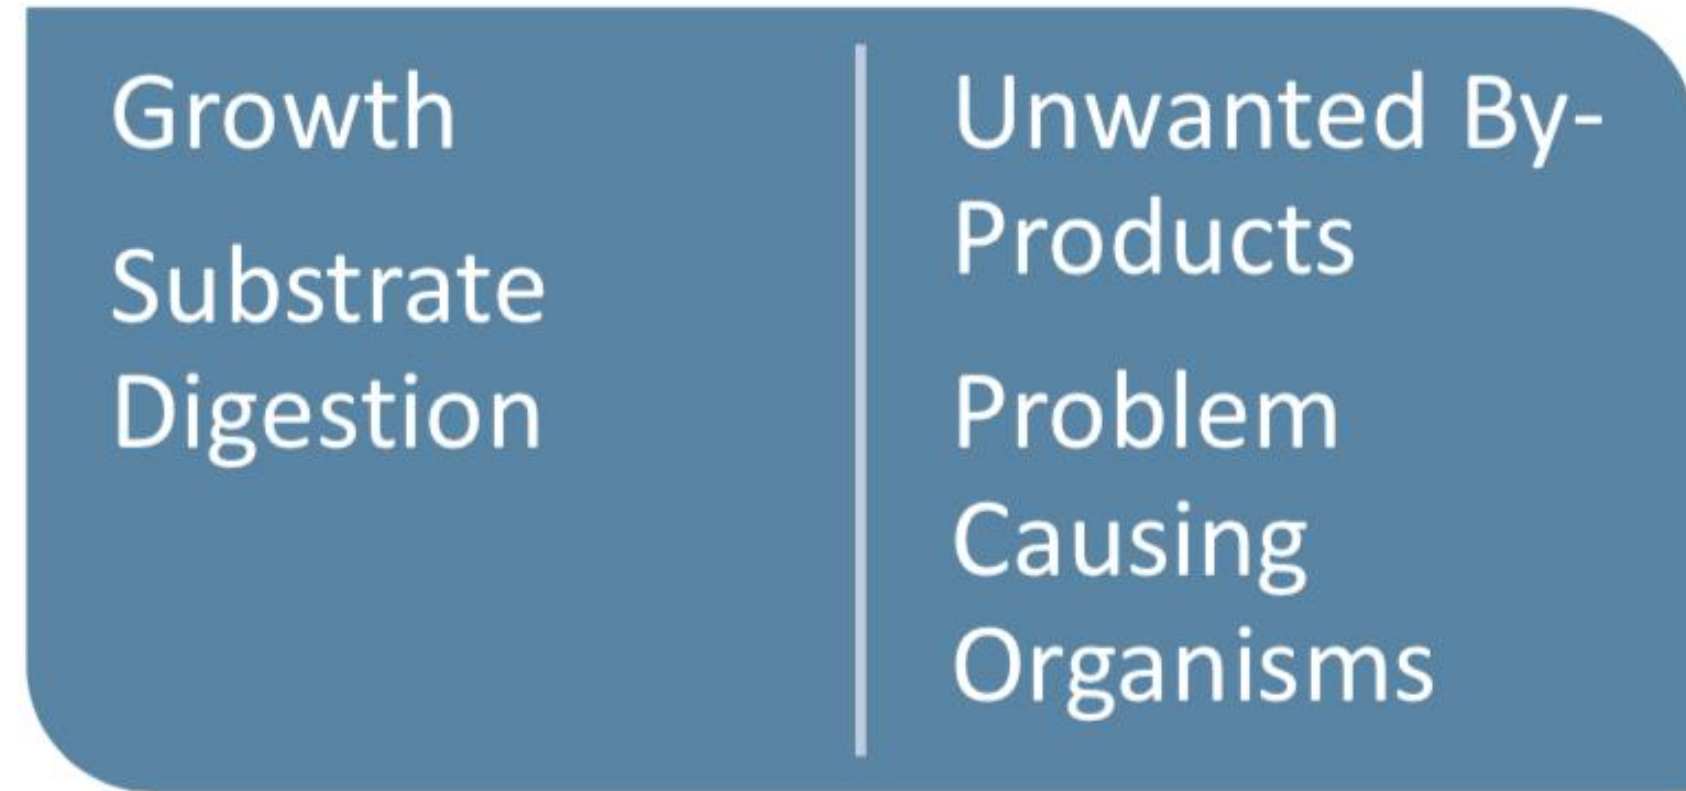 Growth
Substrate
Digestion
Unwanted By-
Products
Problem
Causing
Organisms